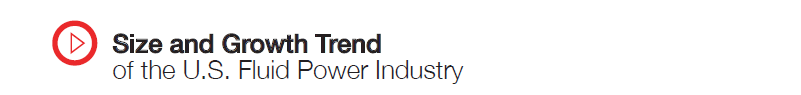 Size and Growth Trend
of the U.S. Fluid Power Industry